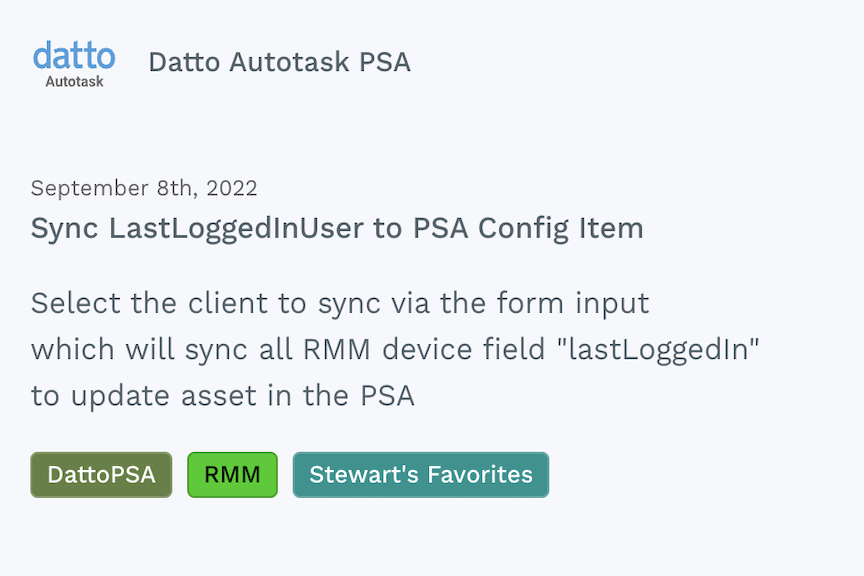 datto
Autotask
Datto Autotask PSA
September 8th, 2022
Sync LastLoggedInUser to PSA Config Item
Select the client to sync via the form input
which will sync all RMM device field "lastLoggedIn"
to update asset in the PSA
DattoPSA
RMM
Stewart's Favorites